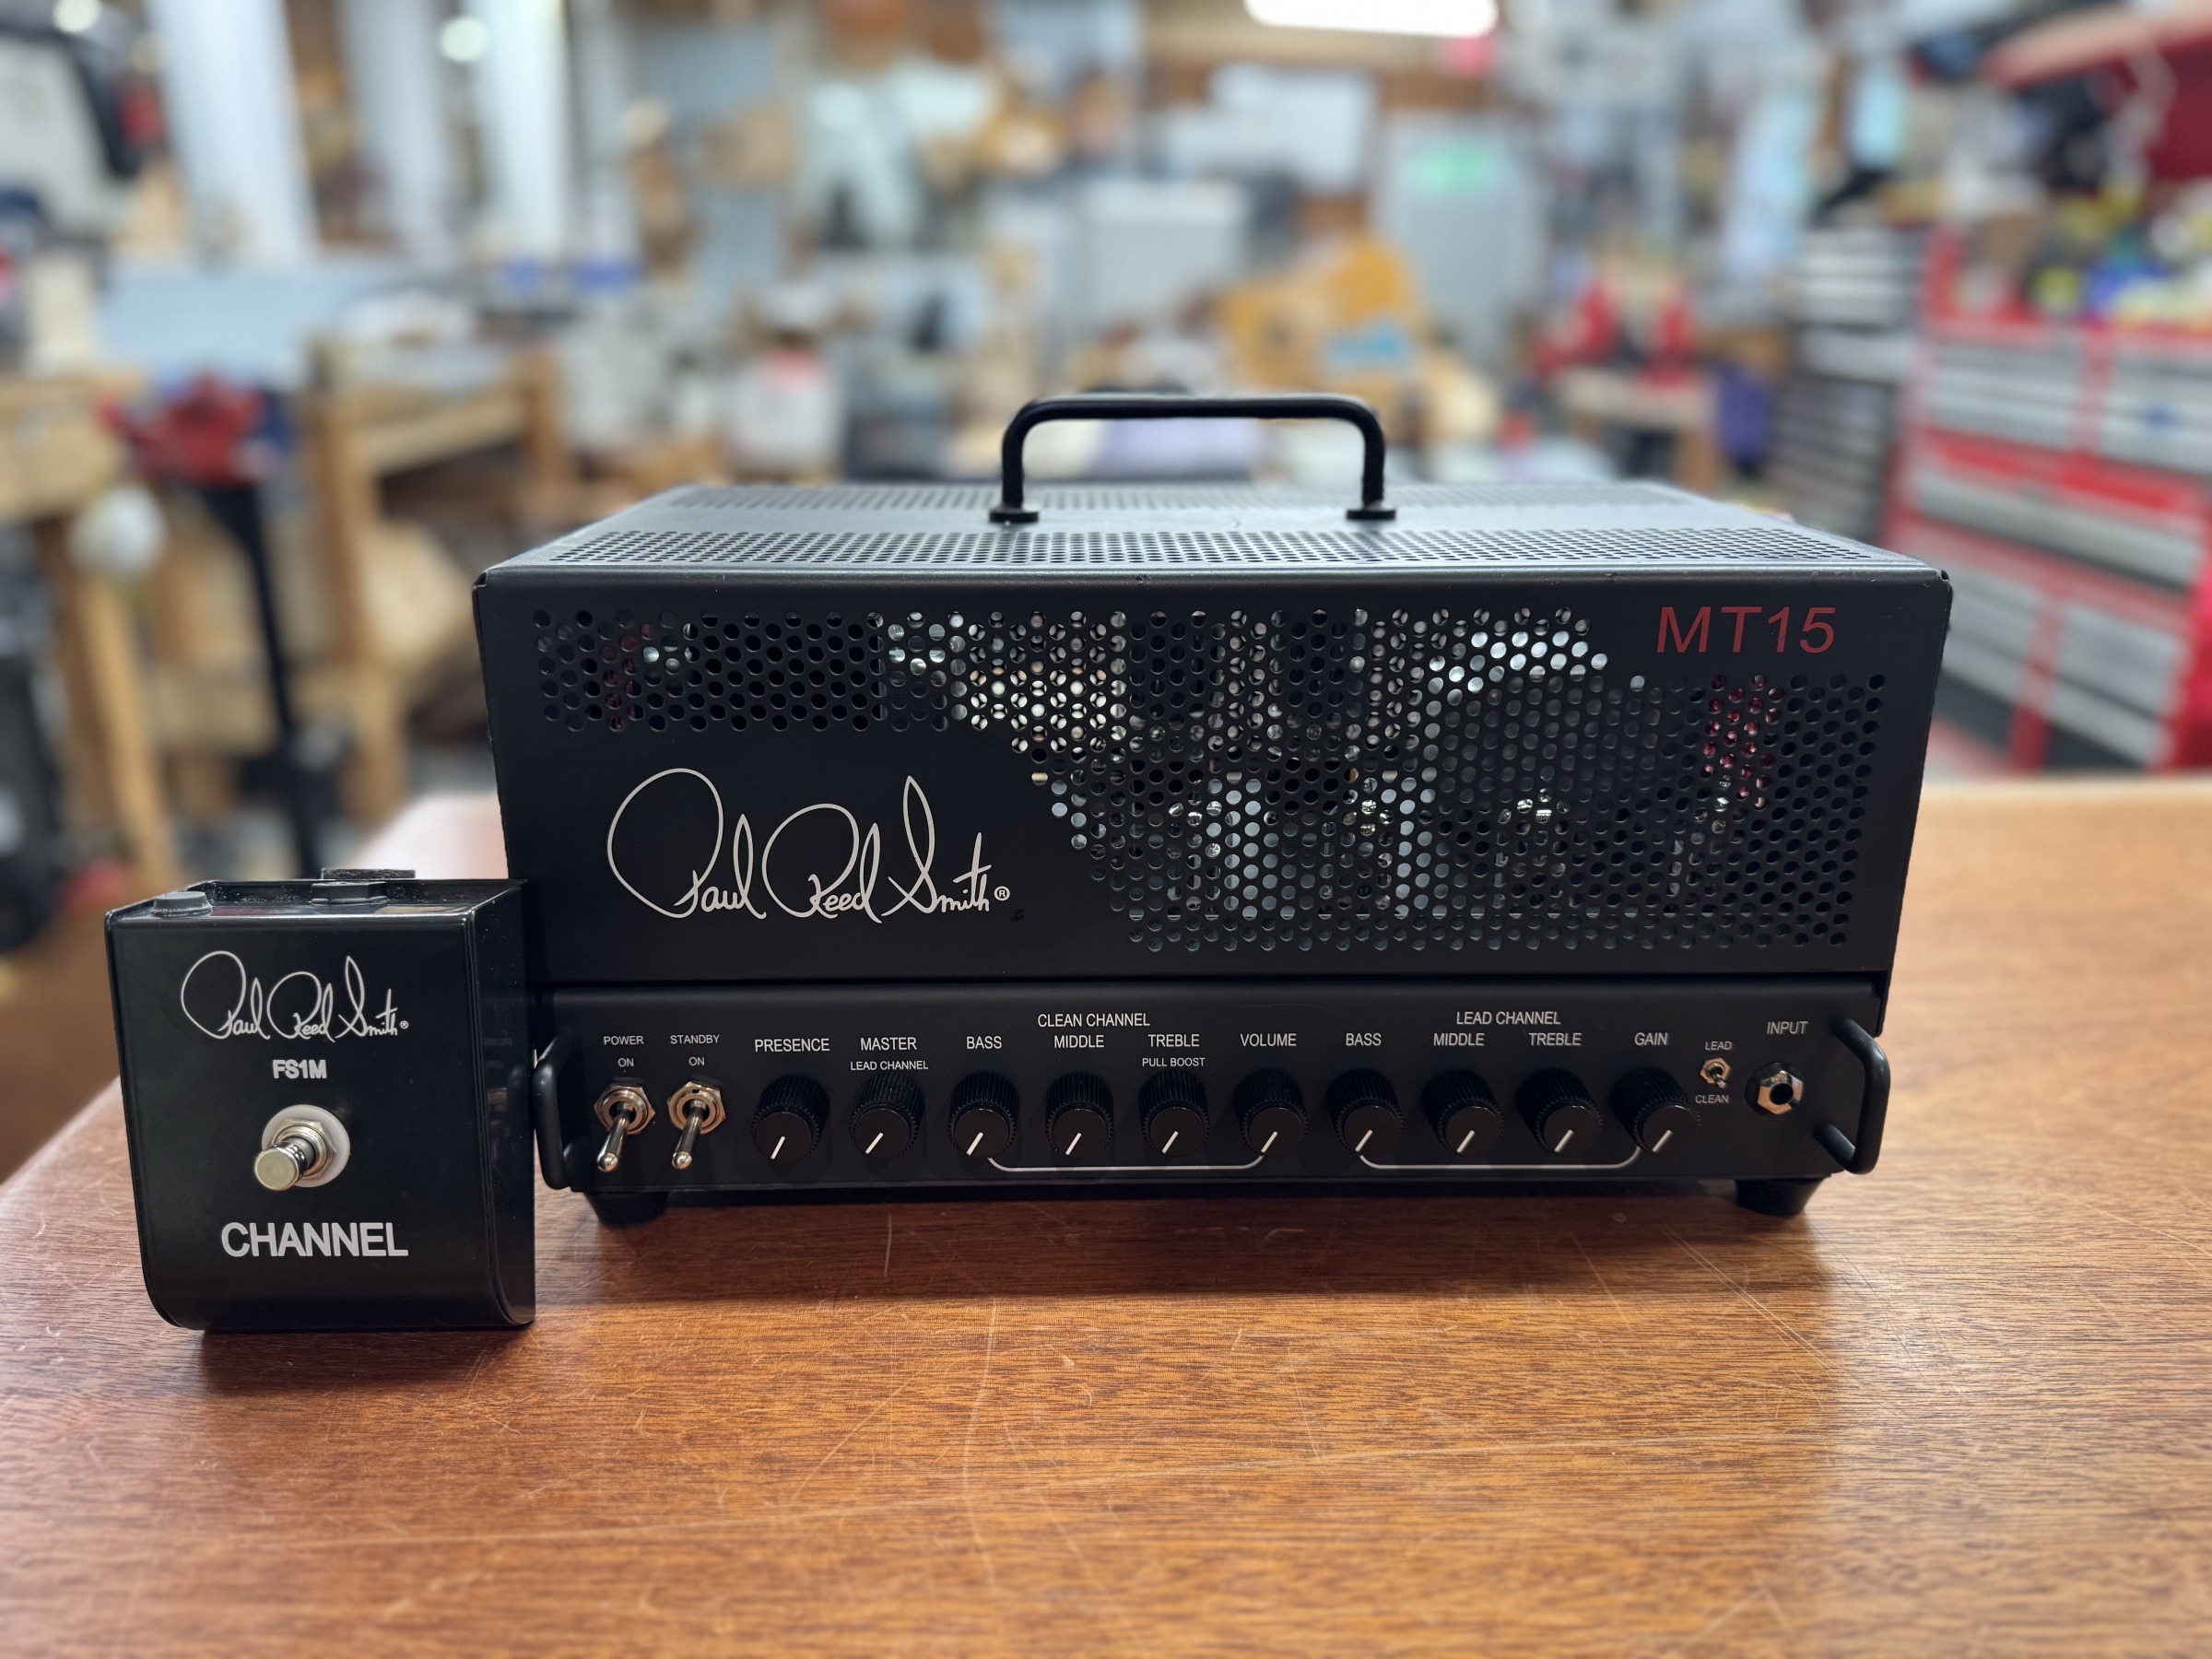 MT15
Paul Reed Smith®
Paul Reed Smith®
FS1M
CHANNEL
POWER
ON
STANDBY
ON
PRESENCE
MASTER
LEAD CHANNEL
CLEAN CHANNEL
BASS
MIDDLE
TREBLE
PULL BOOST
VOLUME
LEAD CHANNEL
BASS
MIDDLE
TREBLE
GAIN
LEAD
CLEAN
INPUT